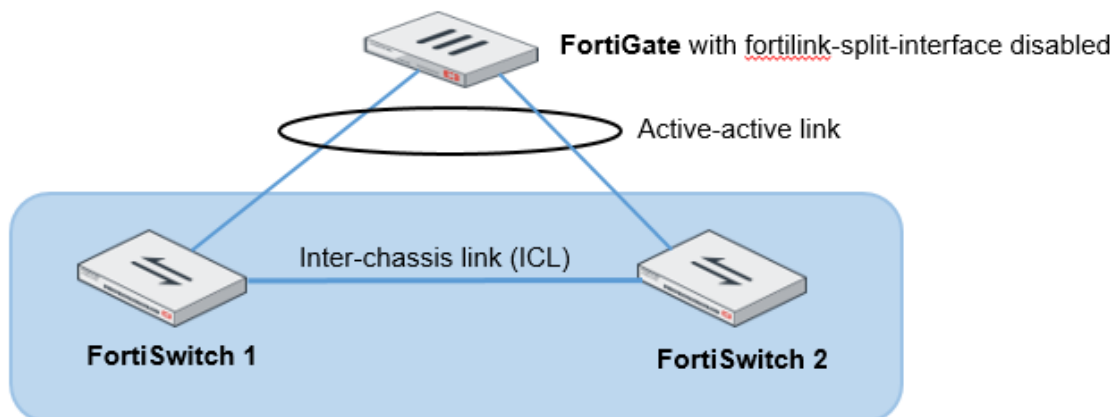 FortiGate with fortilink-split-interface disabled
Active-active link
Inter-chassis link (ICL)
FortiSwitch 1
FortiSwitch 2